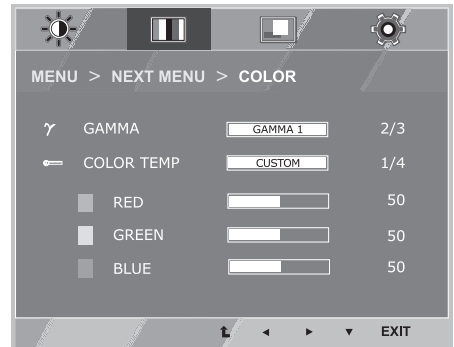 MENU > NEXT MENU > COLOR
γ GAMMA GAMMA 1 2/3
COLOR TEMP CUSTOM 1/4
RED 50
GREEN 50
BLUE 50
EXIT